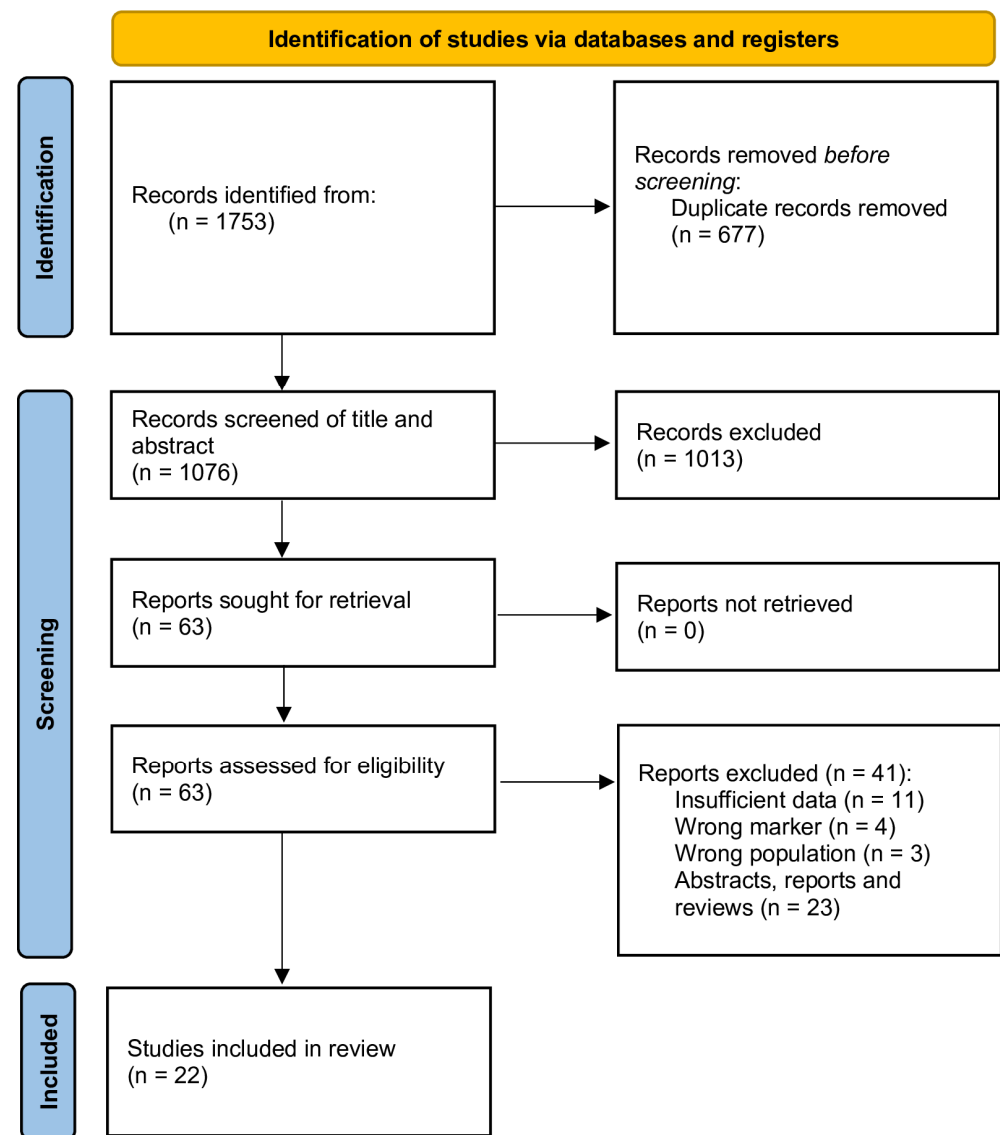 Identification of studies via databases and registers
Identification
Records identified from:
(n = 1753)
Records removed before
screening:
Duplicate records removed
(n = 677)
Screening
Records screened of title and
abstract
(n = 1076)
Records excluded
(n = 1013)
Reports sought for retrieval
(n = 63)
Reports not retrieved
(n = 0)
Reports assessed for eligibility
(n = 63)
Reports excluded (n = 41):
Insufficient data (n = 11)
Wrong marker (n = 4)
Wrong population (n = 3)
Abstracts, reports and
reviews (n = 23)
Included
Studies included in review
(n = 22)